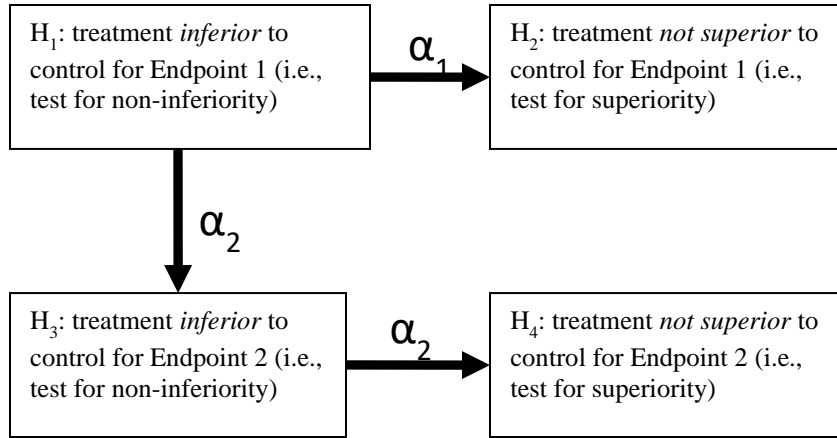 H₁: treatment inferior to
control for Endpoint 1 (i.e.,
test for non-inferiority)
α₁
H₂: treatment not superior to
control for Endpoint 1 (i.e.,
test for superiority)
α₂
H₃: treatment inferior to
control for Endpoint 2 (i.e.,
test for non-inferiority)
α₂
H₄: treatment not superior to
control for Endpoint 2 (i.e.,
test for superiority)